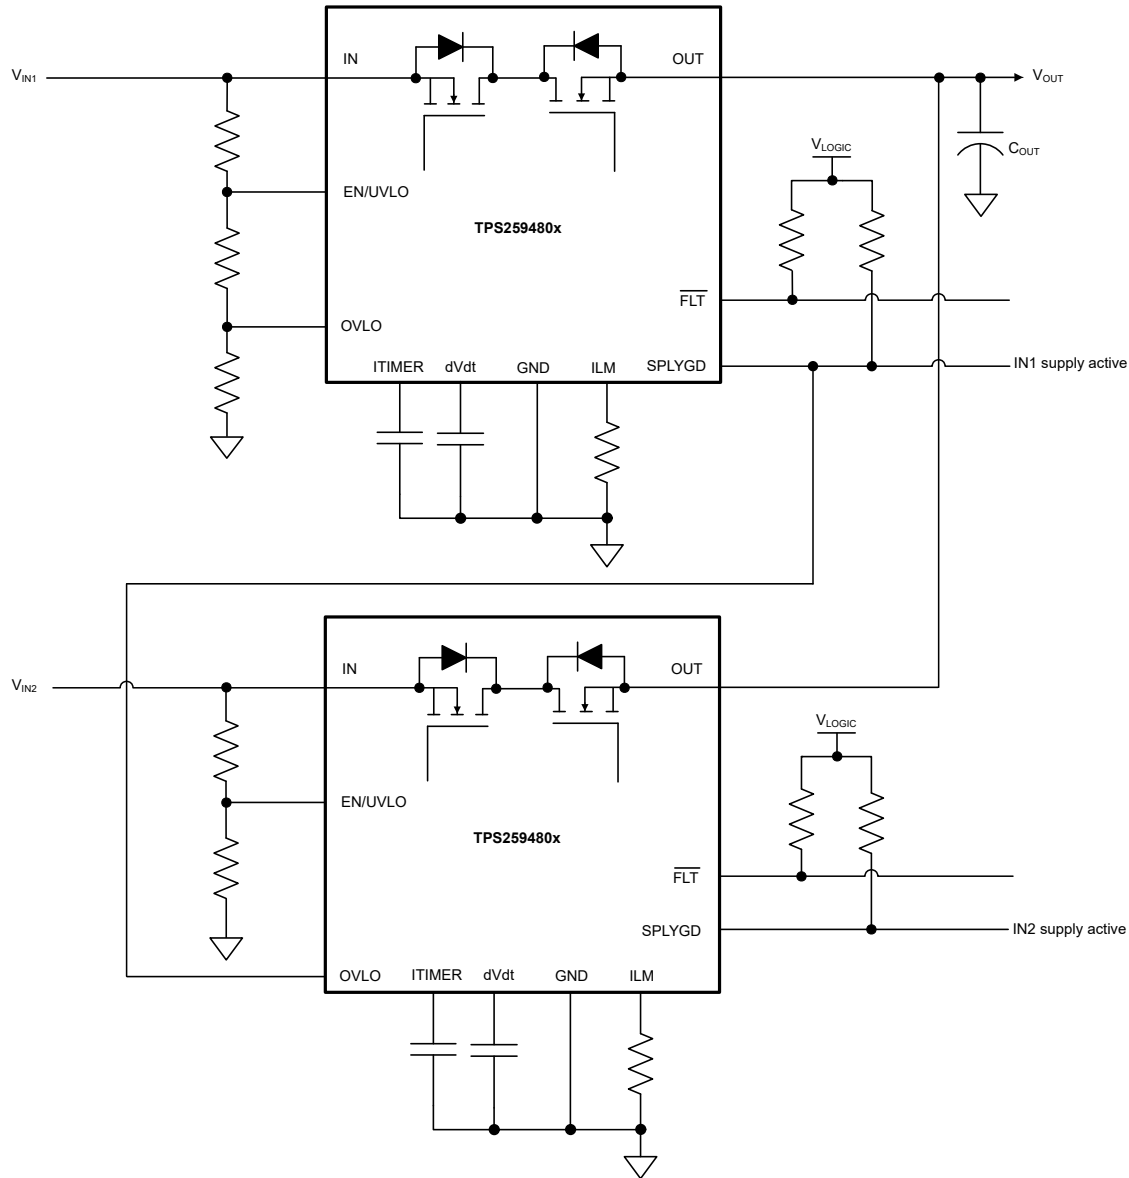 IN
OUT
VIN1
VOUT
VLOGIC
COUT
EN/UVLO
TPS259480x
FLT
OVLO
ITIMER
dVdt
GND
ILM
SPLYGD
IN1 supply active
IN
OUT
VIN2
VLOGIC
EN/UVLO
TPS259480x
FLT
SPLYGD
IN2 supply active
OVLO
ITIMER
dVdt
GND
ILM